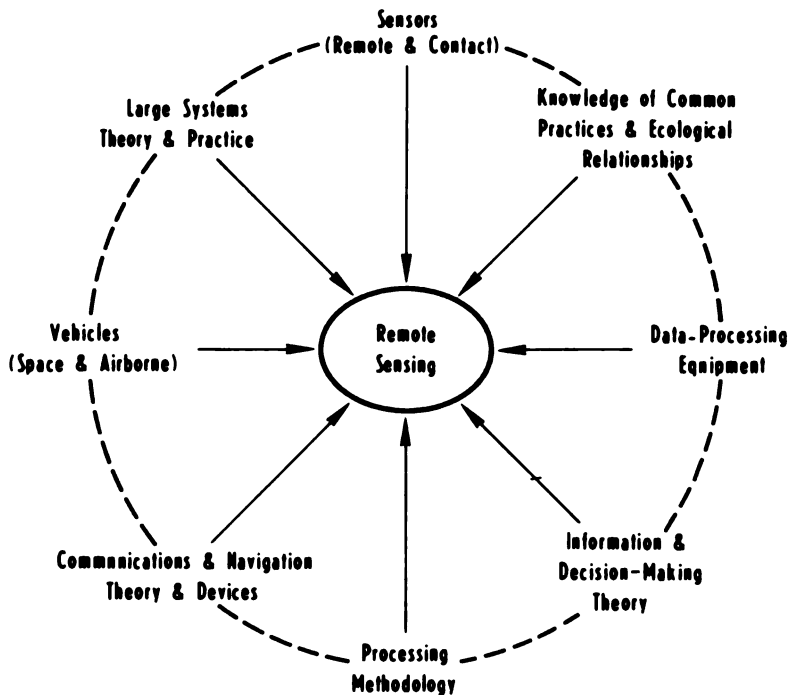 Sensors
(Remote & Contact)
Knowledge of Common
Practices & Ecological
Relationships
Large Systems
Theory & Practice
Vehicles
(Space & Airborne)
Remote
Sensing
Data-Processing
Equipment
Communications & Navigation
Theory & Devices
Information &
Decision-Making
Theory
Processing
Methodology